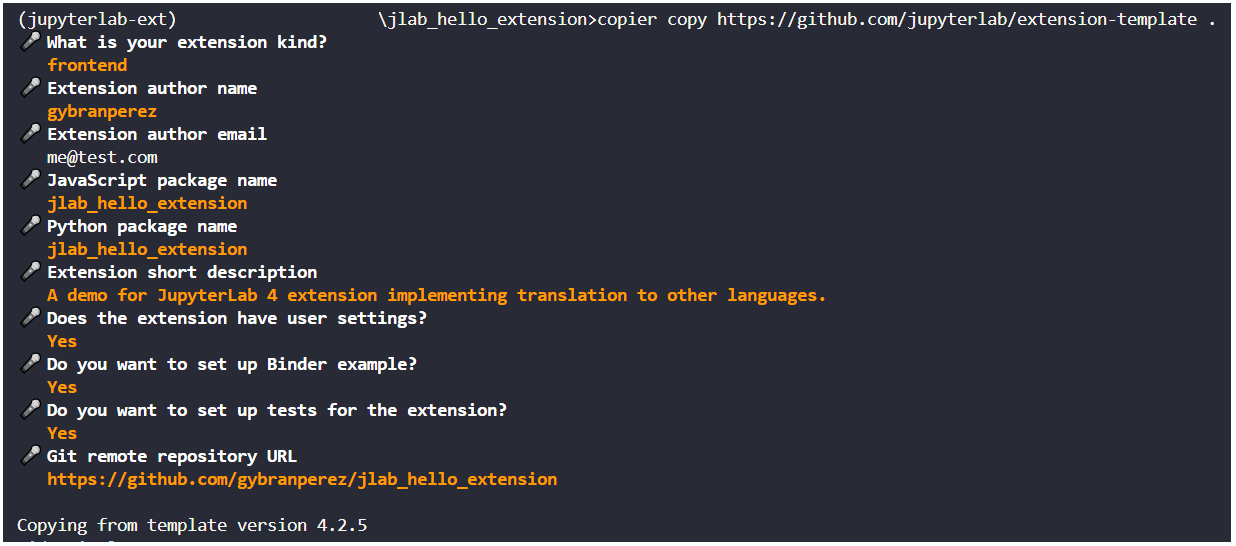 (jupyterlab-ext) \jlab_hello_extension>copier copy https://github.com/jupyterlab/extension-template .
What is your extension kind?
frontend
Extension author name
gybranperez
Extension author email
me@test.com
JavaScript package name
jlab_hello_extension
Python package name
jlab_hello_extension
Extension short description
A demo for JupyterLab 4 extension implementing translation to other languages.
Does the extension have user settings?
Yes
Do you want to set up Binder example?
Yes
Do you want to set up tests for the extension?
Yes
Git remote repository URL
https://github.com/gybranperez/jlab_hello_extension
Copying from template version 4.2.5